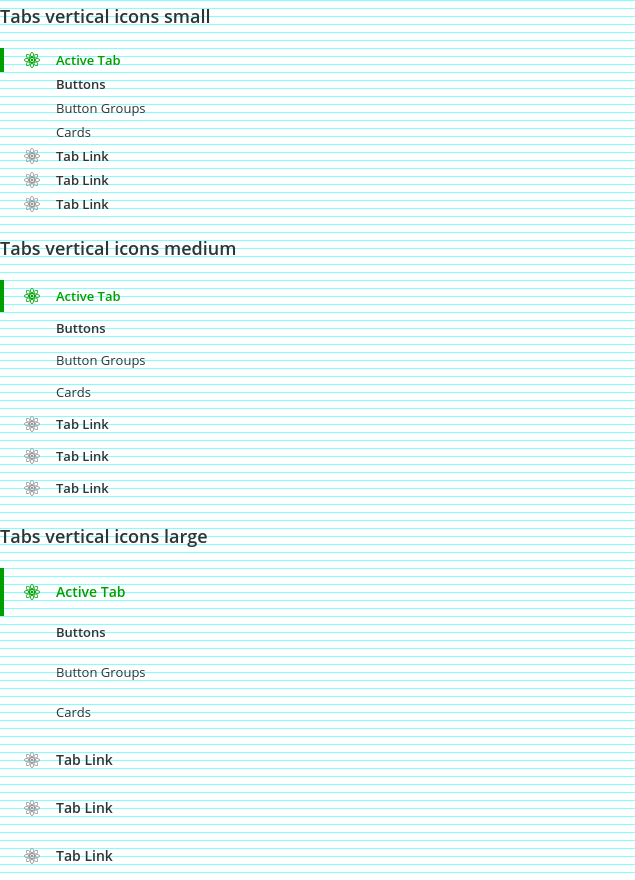 Tabs vertical icons small
Active Tab
Buttons
Button Groups
Cards
Tab Link
Tab Link
Tab Link
Tabs vertical icons medium
Active Tab
Buttons
Button Groups
Cards
Tab Link
Tab Link
Tab Link
Tabs vertical icons large
Active Tab
Buttons
Button Groups
Cards
Tab Link
Tab Link
Tab Link